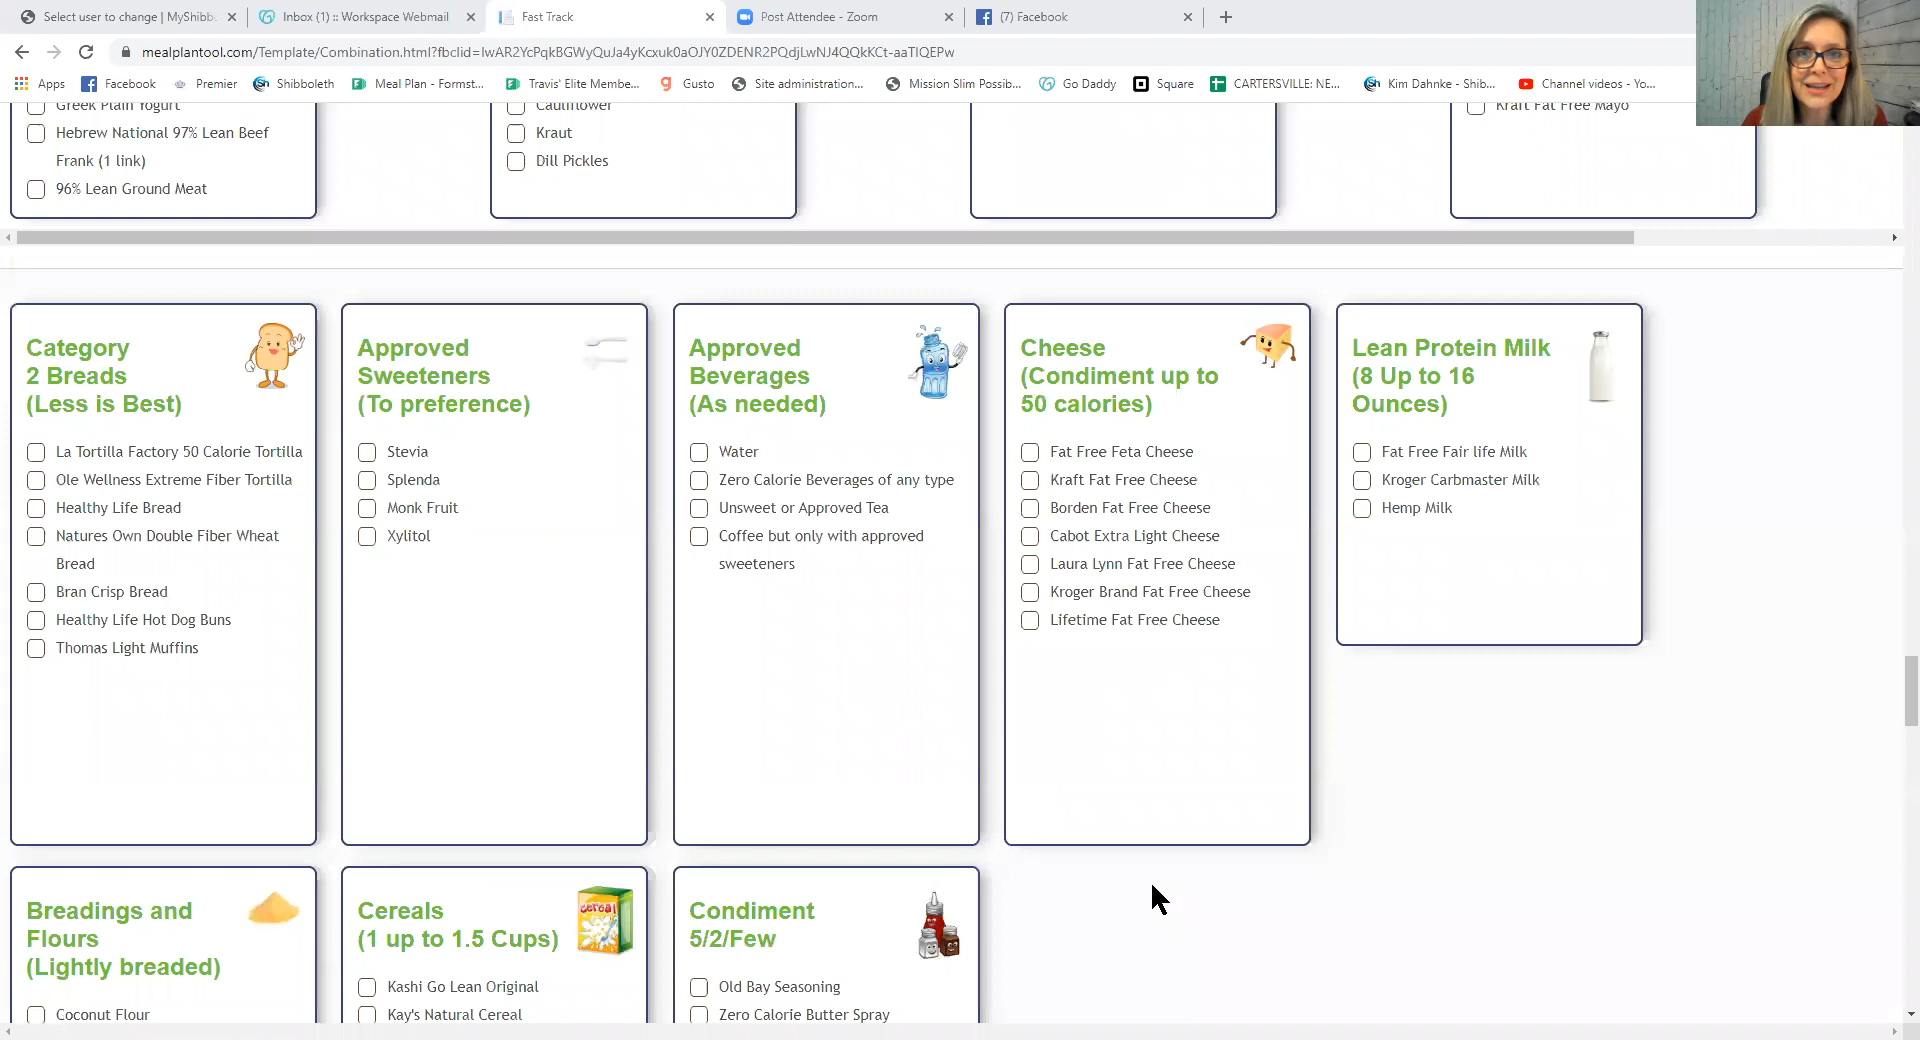 Select user to change | MyShibb
Inbox (1) :: Workspace Webmail
Fast Track
Post Attendee - Zoom
(7) Facebook
mealplantool.com/Template/Combination.html?fbclid=IwAR2YcPqkBGWyQuJa4yKcxuk0aOJY0ZDENR2PQdjLwNJ4QQkKCt-aaTIQEPw
Apps
Facebook
Premier
Shibboleth
Meal Plan - Formst...
Travis' Elite Membe...
Gusto
Site administration...
Mission Slim Possib...
Go Daddy
Square
CARTERSVILLE: NE...
Kim Dahnke - Shib...
Channel videos - Yo...
Greek Plain Yogurt
Hebrew National 97% Lean Beef
Frank (1 link)
96% Lean Ground Meat
Cauliflower
Kraut
Dill Pickles
Kraft Fat Free Mayo
Category
2 Breads
(Less is Best)
La Tortilla Factory 50 Calorie Tortilla
Ole Wellness Extreme Fiber Tortilla
Healthy Life Bread
Natures Own Double Fiber Wheat
Bread
Bran Crisp Bread
Healthy Life Hot Dog Buns
Thomas Light Muffins
Approved
Sweeteners
(To preference)
Stevia
Splenda
Monk Fruit
Xylitol
Approved
Beverages
(As needed)
Water
Zero Calorie Beverages of any type
Unsweet or Approved Tea
Coffee but only with approved
sweeteners
Cheese
(Condiment up to
50 calories)
Fat Free Feta Cheese
Kraft Fat Free Cheese
Borden Fat Free Cheese
Cabot Extra Light Cheese
Laura Lynn Fat Free Cheese
Kroger Brand Fat Free Cheese
Lifetime Fat Free Cheese
Lean Protein Milk
(8 Up to 16
Ounces)
Fat Free Fair life Milk
Kroger Carbmaster Milk
Hemp Milk
Breadings and
Flours
(Lightly breaded)
Coconut Flour
Cereals
(1 up to 1.5 Cups)
Cereal
Kashi Go Lean Original
Kay's Natural Cereal
Condiment
5/2/Few
Old Bay Seasoning
Zero Calorie Butter Spray